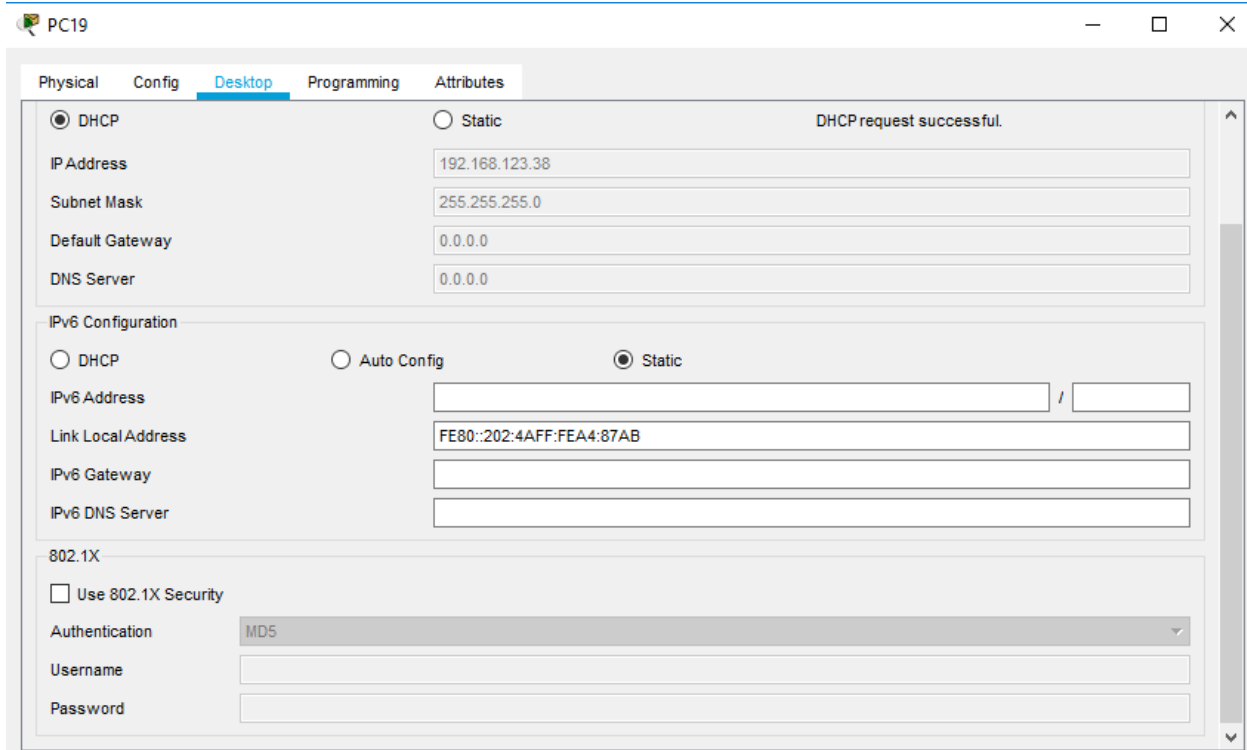 PC19
Physical Config Desktop Programming Attributes
DHCP Static DHCP request successful.
IP Address 192.168.123.38
Subnet Mask 255.255.255.0
Default Gateway 0.0.0.0
DNS Server 0.0.0.0
IPv6 Configuration
DHCP Auto Config Static
IPv6 Address /
Link Local Address FE80::202:4AFF:FEA4:87AB
IPv6 Gateway
IPv6 DNS Server
802.1X
Use 802.1X Security
Authentication MD5
Username
Password